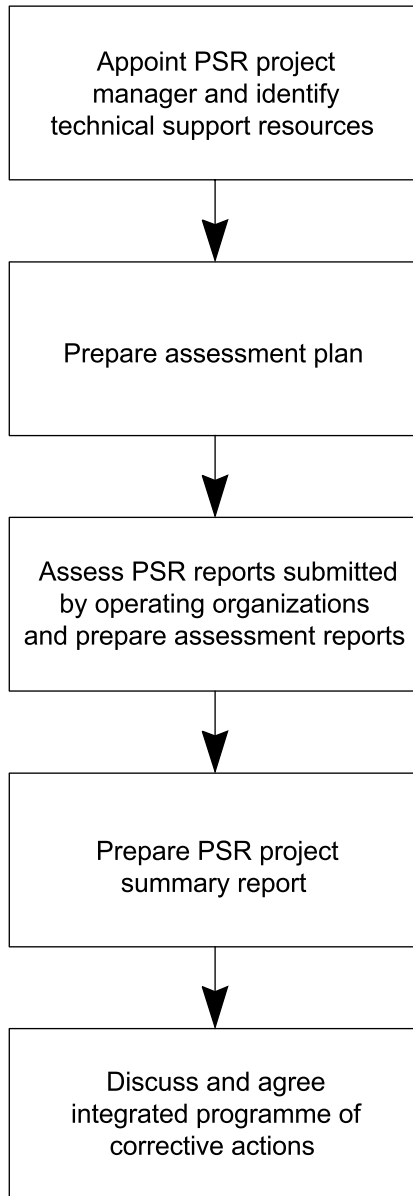 Appoint PSR project
manager and identify
technical support resources
Prepare assessment plan
Assess PSR reports submitted
by operating organizations
and prepare assessment reports
Prepare PSR project
summary report
Discuss and agree
integrated programme of
corrective actions